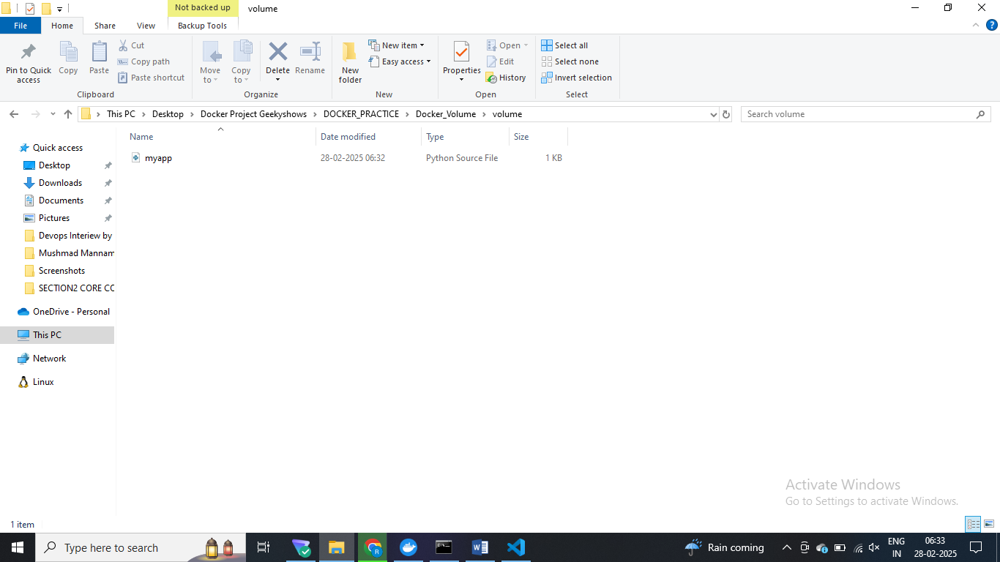 Not backed up
volume
File
Home
Share
View
Backup Tools
Pin to Quick access
Copy
Paste
Cut
Copy path
Paste shortcut
Clipboard
Move to
Copy to
Delete
Rename
Organize
New folder
New item
Easy access
New
Properties
Open
Edit
History
Open
Select all
Select none
Invert selection
Select
This PC > Desktop > Docker Project Geekyshows > DOCKER_PRACTICE > Docker_Volume > volume
Search volume
Name
Date modified
Type
Size
myapp
28-02-2025 06:32
Python Source File
1 KB
Quick access
Desktop
Downloads
Documents
Pictures
Devops Interiew by
Mushmad Mannam
Screenshots
SECTION2 CORE CC
OneDrive - Personal
This PC
Network
Linux
Activate Windows
Go to Settings to activate Windows.
1 item
Type here to search
Rain coming
ENG
IN
06:33
28-02-2025